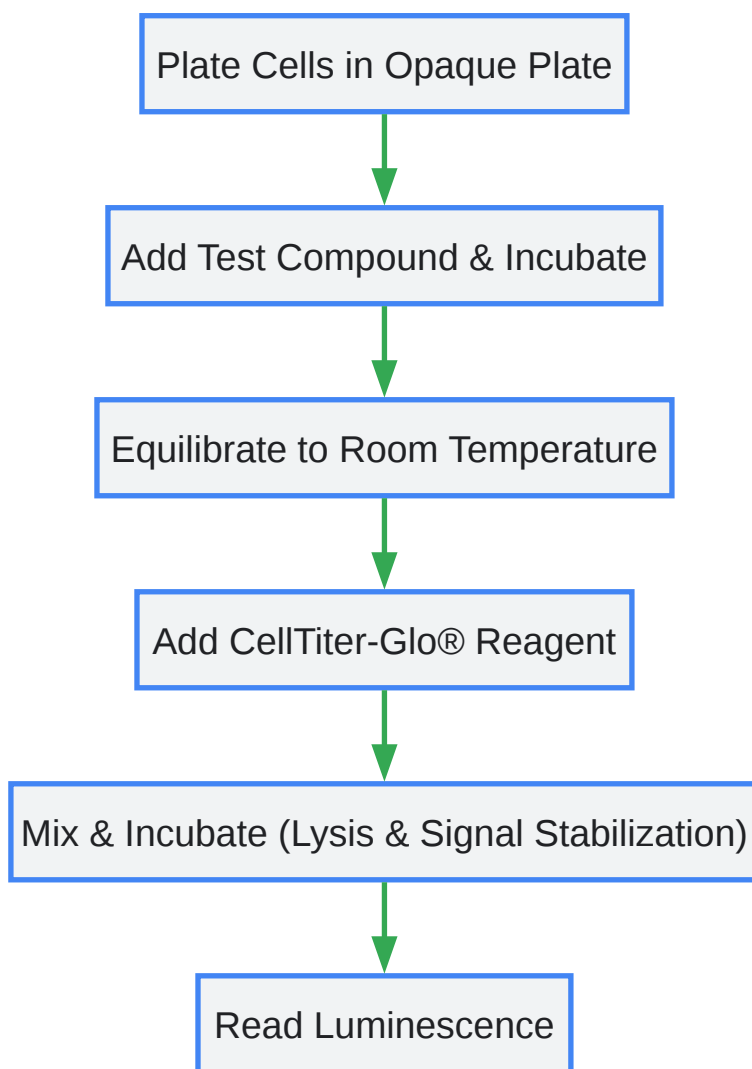 Plate Cells in Opaque Plate
Add Test Compound & Incubate
Equilibrate to Room Temperature
Add CellTiter-Glo® Reagent
Mix & Incubate (Lysis & Signal Stabilization)
Read Luminescence